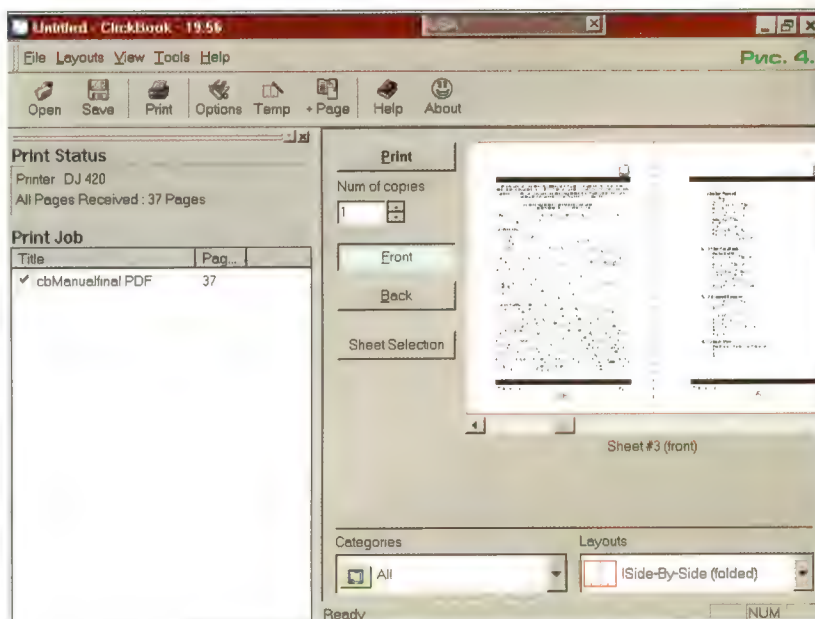 Untitled - ClickBook - 19:56
File Layouts View Tools Help
Рис. 4.
Open Save Print Options Temp + Page Help About
Print Status
Printer DJ 420
All Pages Received : 37 Pages
Print Job
Title Pag...
cbManualfinal PDF 37
Print
Num of copies
1
Front
Back
Sheet Selection
Sheet #3 (front)
Categories
All
Layouts
Side-By-Side (folded)
Ready
NUM